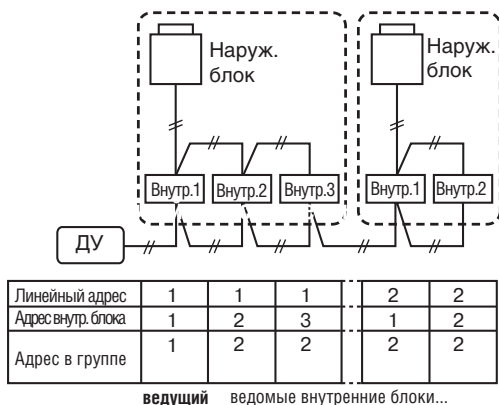 Наруж. Наруж.
блок блок
Внутр.1 Внутр.2 Внутр.3 Внутр.1 Внутр.2
ДУ
Линейный адрес 1 1 1 2 2
Адрес внутр. блока 1 2 3 1 2
Адрес в группе 1 2 2 2 2
ведущий ведомые внутренние блоки...